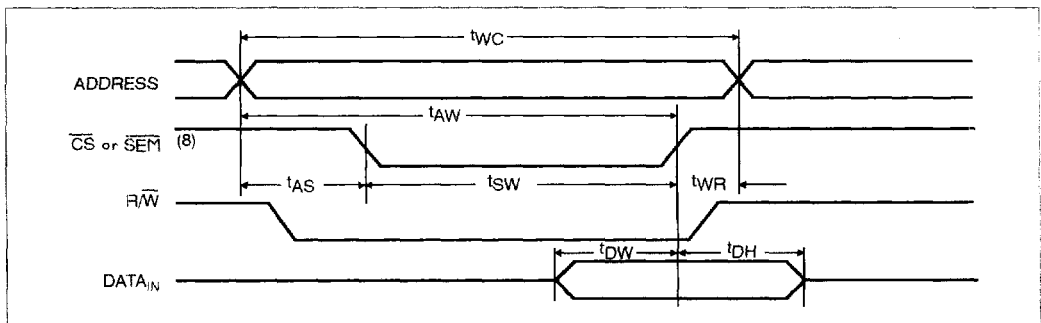 tWC
ADDRESS
tAW
CS or SEM (8)
tAS tSW tWR
R/W
tDW tDH
DATAIN